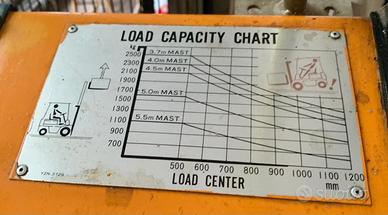 LOAD CAPACITY CHART
kg
2500
2300
2100
1900
1700
1500
1300
1100
900
700
3.7m MAST
4.0m MAST
4.5m MAST
5.0m MAST
5.5m MAST
500 600 700 800 900 1000 1100 1200
mm
LOAD CENTER
subito